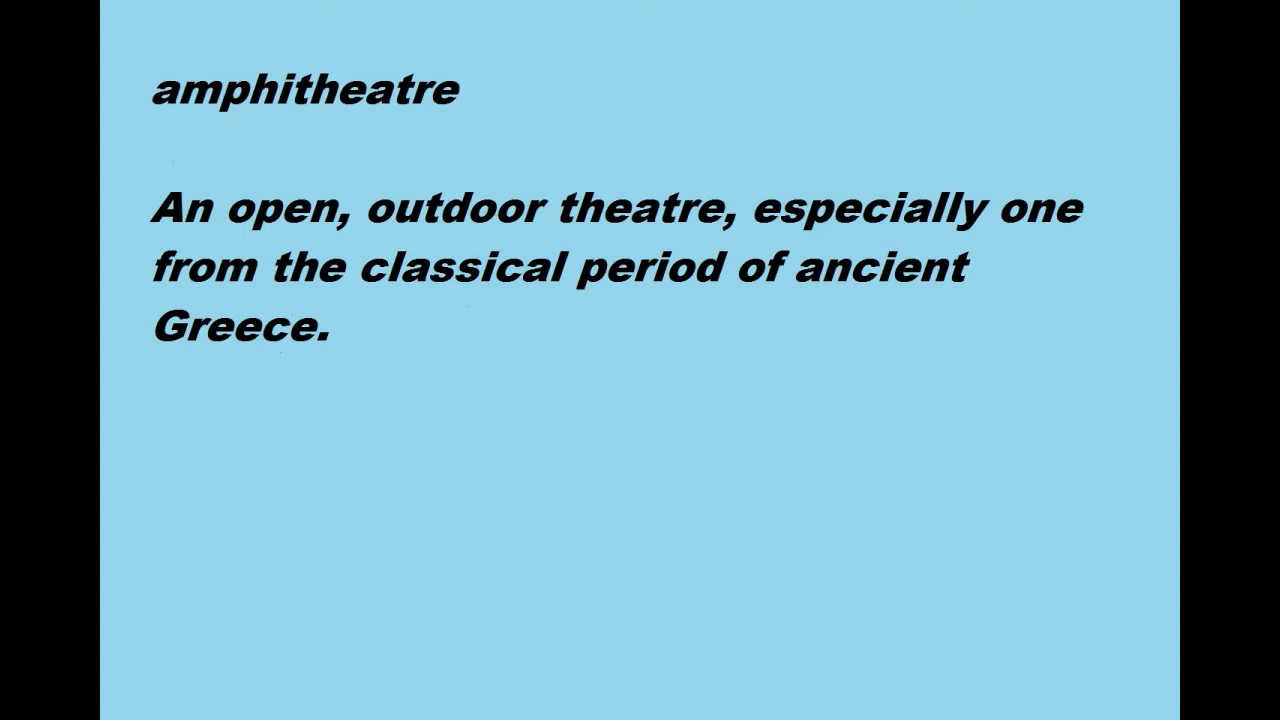 amphitheatre
An open, outdoor theatre, especially one
from the classical period of ancient
Greece.